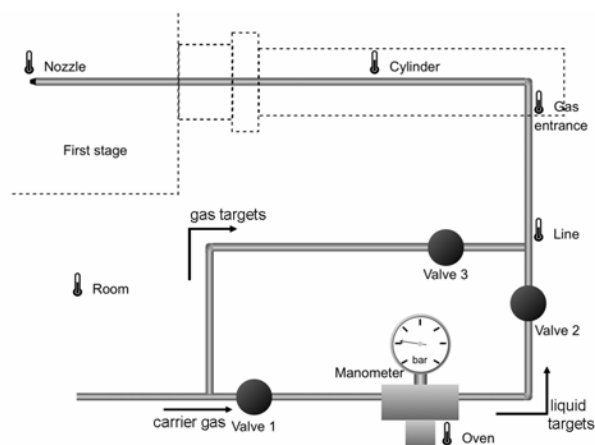 Nozzle
Cylinder
Gas
entrance
First stage
gas targets
Line
Valve 3
Room
Valve 2
bar
Manometer
carrier gas
Valve 1
liquid
targets
Oven